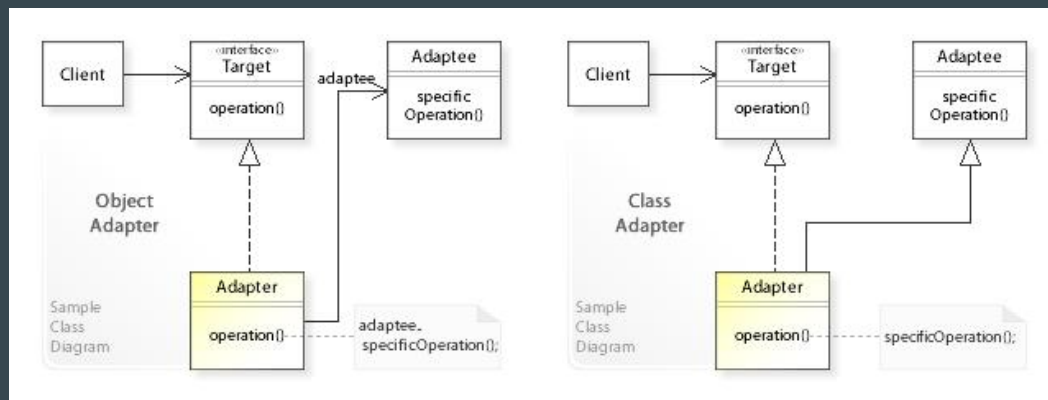 Client
«interface»
Target
operation()
adaptee
Adaptee
specific
Operation()
Object
Adapter
Adapter
operation()
adaptee.
specificOperation();
Sample
Class
Diagram
Client
«interface»
Target
operation()
Adaptee
specific
Operation()
Class
Adapter
Adapter
operation()
specificOperation();
Sample
Class
Diagram